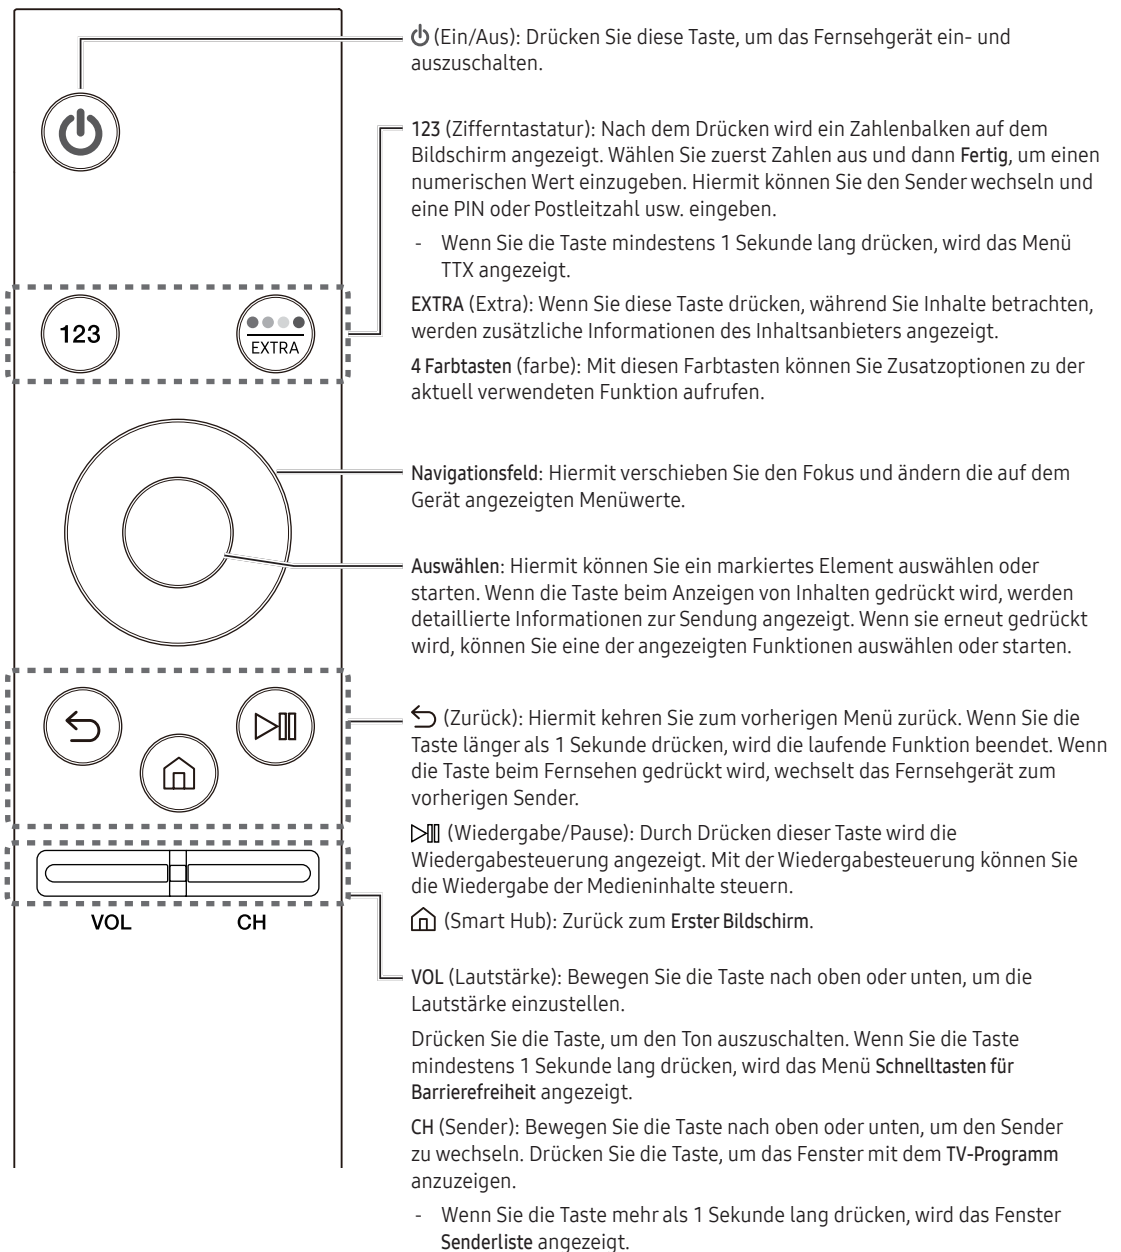 (Ein/Aus): Drücken Sie diese Taste, um das Fernsehgerät ein- und
auszuschalten.
123 (Zifferntastatur): Nach dem Drücken wird ein Zahlenbalken auf dem
Bildschirm angezeigt. Wählen Sie zuerst Zahlen aus und dann Fertig, um einen
numerischen Wert einzugeben. Hiermit können Sie den Sender wechseln und
eine PIN oder Postleitzahl usw. eingeben.
- Wenn Sie die Taste mindestens 1 Sekunde lang drücken, wird das Menü
TTX angezeigt.
123
EXTRA
EXTRA (Extra): Wenn Sie diese Taste drücken, während Sie Inhalte betrachten,
werden zusätzliche Informationen des Inhaltsanbieters angezeigt.
4 Farbtasten (farbe): Mit diesen Farbtasten können Sie Zusatzoptionen zu der
aktuell verwendeten Funktion aufrufen.
Navigationsfeld: Hiermit verschieben Sie den Fokus und ändern die auf dem
Gerät angezeigten Menüwerte.
Auswählen: Hiermit können Sie ein markiertes Element auswählen oder
starten. Wenn die Taste beim Anzeigen von Inhalten gedrückt wird, werden
detaillierte Informationen zur Sendung angezeigt. Wenn sie erneut gedrückt
wird, können Sie eine der angezeigten Funktionen auswählen oder starten.
(Zurück): Hiermit kehren Sie zum vorherigen Menü zurück. Wenn Sie die
Taste länger als 1 Sekunde drücken, wird die laufende Funktion beendet. Wenn
die Taste beim Fernsehen gedrückt wird, wechselt das Fernsehgerät zum
vorherigen Sender.
(Wiedergabe/Pause): Durch Drücken dieser Taste wird die
Wiedergabesteuerung angezeigt. Mit der Wiedergabesteuerung können Sie
die Wiedergabe der Medieninhalte steuern.
(Smart Hub): Zurück zum Erster Bildschirm.
VOL
CH
VOL (Lautstärke): Bewegen Sie die Taste nach oben oder unten, um die
Lautstärke einzustellen.
Drücken Sie die Taste, um den Ton auszuschalten. Wenn Sie die Taste
mindestens 1 Sekunde lang drücken, wird das Menü Schnelltasten für
Barrierefreiheit angezeigt.
CH (Sender): Bewegen Sie die Taste nach oben oder unten, um den Sender
zu wechseln. Drücken Sie die Taste, um das Fenster mit dem TV-Programm
anzuzeigen.
- Wenn Sie die Taste mehr als 1 Sekunde lang drücken, wird das Fenster
Senderliste angezeigt.